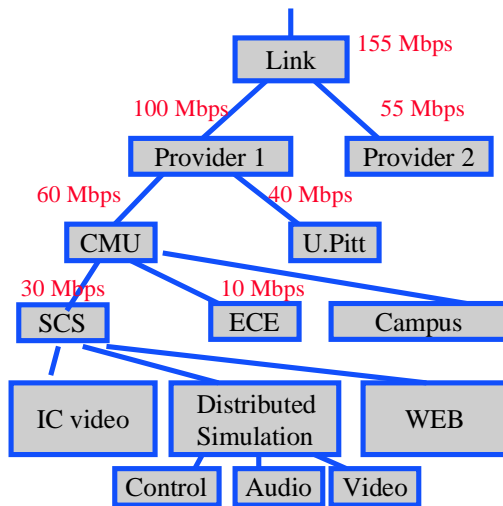 155 Mbps
Link
100 Mbps
55 Mbps
Provider 1
Provider 2
60 Mbps
40 Mbps
CMU
U.Pitt
30 Mbps
10 Mbps
SCS
ECE
Campus
IC video
Distributed
Simulation
WEB
Control
Audio
Video